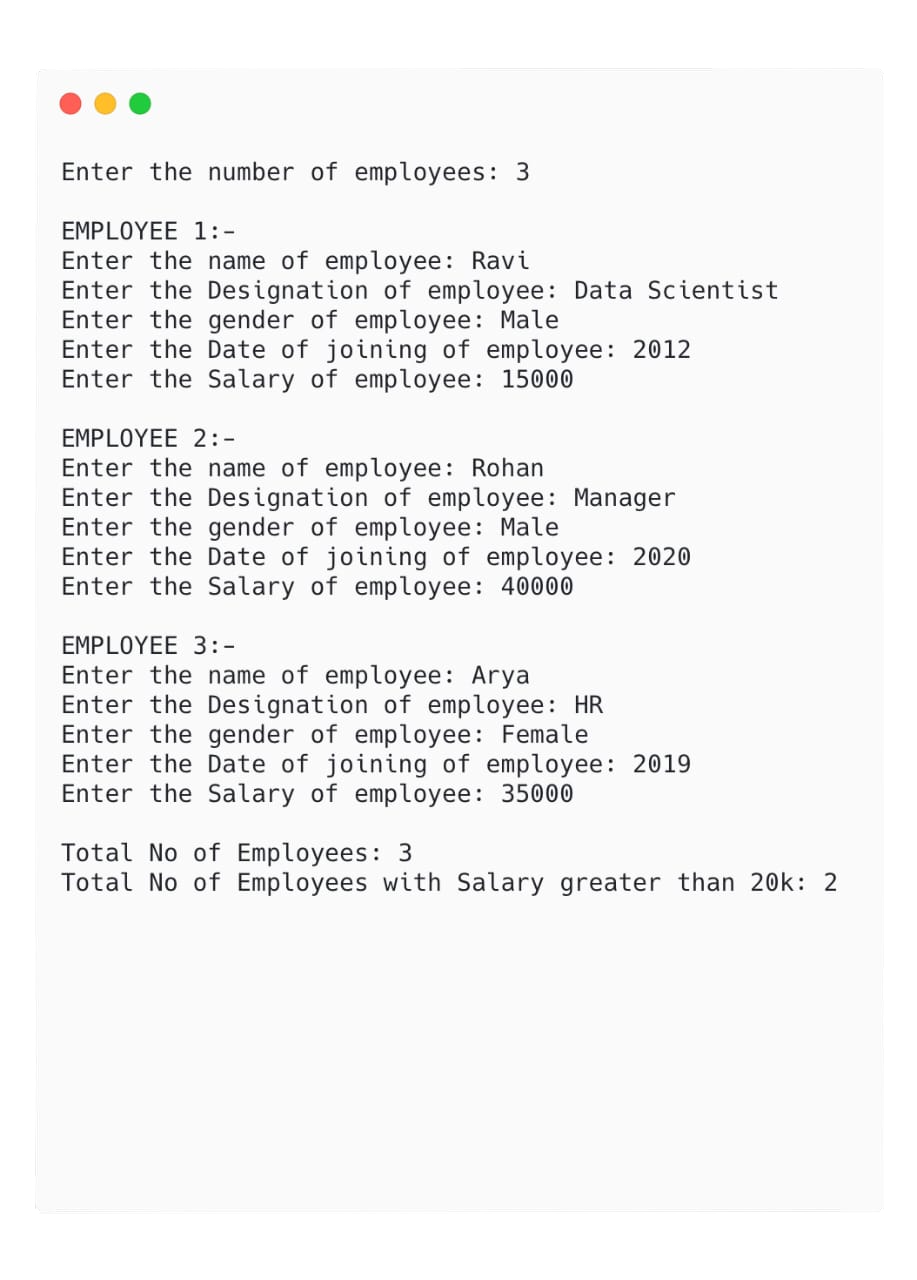 Enter the number of employees: 3
EMPLOYEE 1:-
Enter the name of employee: Ravi
Enter the Designation of employee: Data Scientist
Enter the gender of employee: Male
Enter the Date of joining of employee: 2012
Enter the Salary of employee: 15000
EMPLOYEE 2:-
Enter the name of employee: Rohan
Enter the Designation of employee: Manager
Enter the gender of employee: Male
Enter the Date of joining of employee: 2020
Enter the Salary of employee: 40000
EMPLOYEE 3:-
Enter the name of employee: Arya
Enter the Designation of employee: HR
Enter the gender of employee: Female
Enter the Date of joining of employee: 2019
Enter the Salary of employee: 35000
Total No of Employees: 3
Total No of Employees with Salary greater than 20k: 2